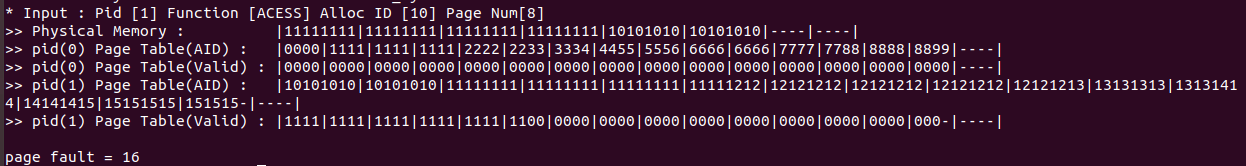 * Input : Pid [1] Function [ACESS] Alloc ID [10] Page Num[8]
>> Physical Memory :          |11111111|11111111|11111111|11111111|10101010|10101010|----|----|
>> pid(0) Page Table(AID) :   |0000|1111|1111|1111|2222|2233|3334|4455|5556|6666|6666|7777|7788|8888|8899|----|
>> pid(0) Page Table(Valid) : |0000|0000|0000|0000|0000|0000|0000|0000|0000|0000|0000|0000|0000|0000|0000|----|
>> pid(1) Page Table(AID) :   |10101010|10101010|11111111|11111111|11111111|11111212|12121212|12121212|12121212|12121213|13131313|1313141
4|14141415|15151515|151515-|----|
>> pid(1) Page Table(Valid) : |1111|1111|1111|1111|1111|1100|0000|0000|0000|0000|0000|0000|0000|0000|000-|----|
page fault = 16